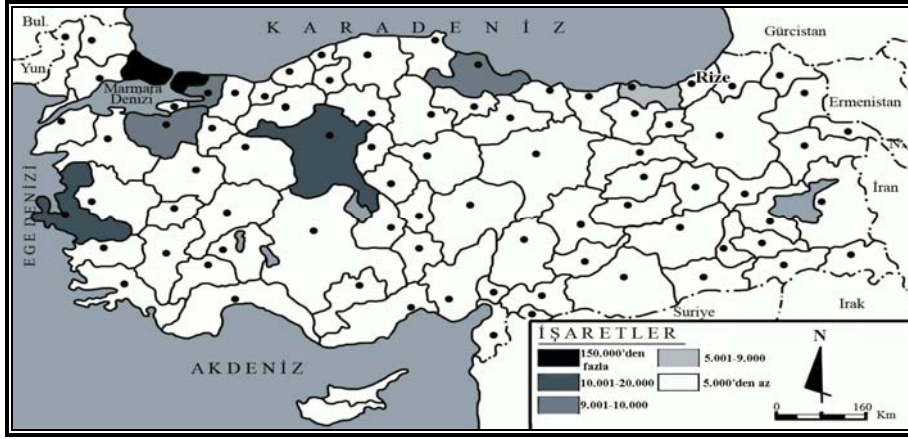 Bul.
K A R A D E N İ Z
Gürcistan
Yun
Marmara
Denizi
Rize
Ermenistan
N.
İran
EGE DENİZİ
Suriye
Irak
AKDENİZ
İŞARETLER
150.000'den
fazla
5.001-9.000
10.001-20.000
5.000'den az
9.001-10.000
N
0
160
Km